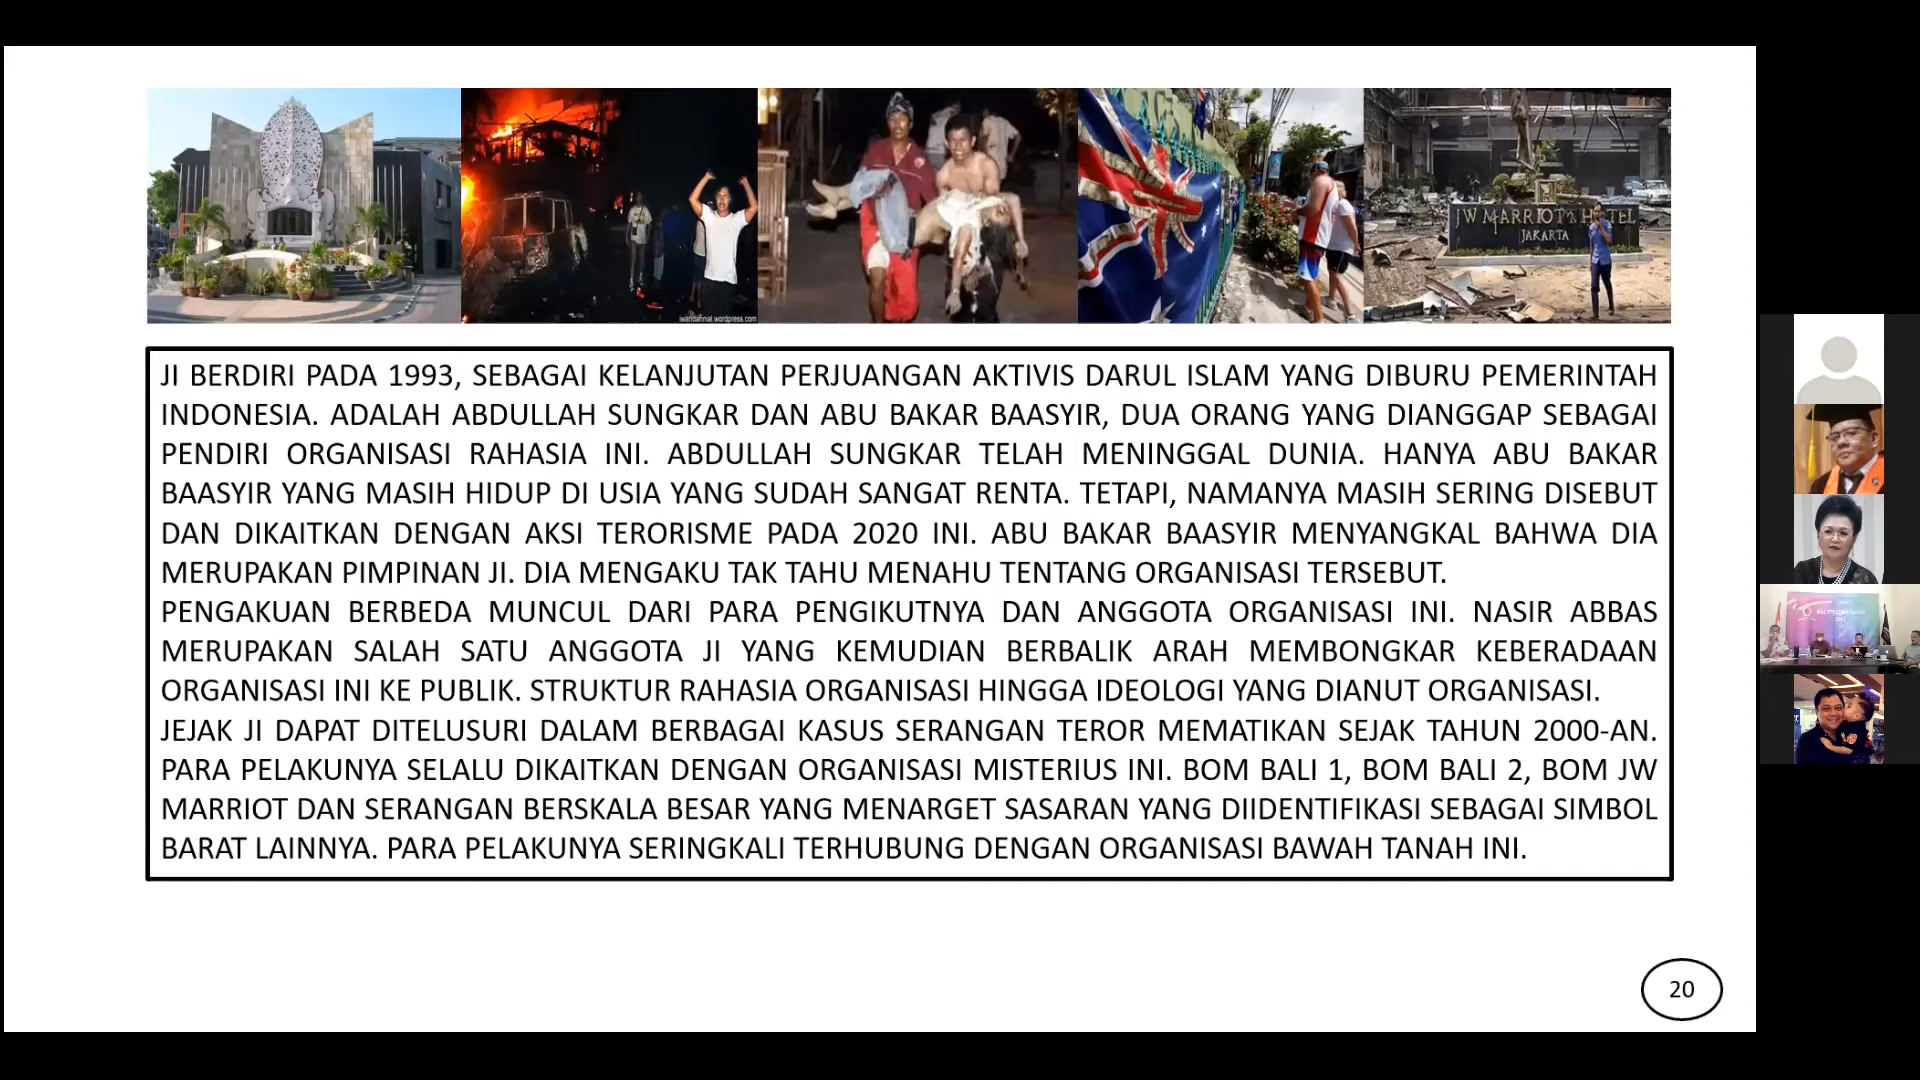 iwandafinal.wordpress.com
JW MARRIOTT HOTEL
JAKARTA
JI BERDIRI PADA 1993, SEBAGAI KELANJUTAN PERJUANGAN AKTIVIS DARUL ISLAM YANG DIBURU PEMERINTAH
INDONESIA. ADALAH ABDULLAH SUNGKAR DAN ABU BAKAR BAASYIR, DUA ORANG YANG DIANGGAP SEBAGAI
PENDIRI ORGANISASI RAHASIA INI. ABDULLAH SUNGKAR TELAH MENINGGAL DUNIA. HANYA ABU BAKAR
BAASYIR YANG MASIH HIDUP DI USIA YANG SUDAH SANGAT RENTA. TETAPI, NAMANYA MASIH SERING DISEBUT
DAN DIKAITKAN DENGAN AKSI TERORISME PADA 2020 INI. ABU BAKAR BAASYIR MENYANGKAL BAHWA DIA
MERUPAKAN PIMPINAN JI. DIA MENGAKU TAK TAHU MENAHU TENTANG ORGANISASI TERSEBUT.
PENGAKUAN BERBEDA MUNCUL DARI PARA PENGIKUTNYA DAN ANGGOTA ORGANISASI INI. NASIR ABBAS
MERUPAKAN SALAH SATU ANGGOTA JI YANG KEMUDIAN BERBALIK ARAH MEMBONGKAR KEBERADAAN
ORGANISASI INI KE PUBLIK. STRUKTUR RAHASIA ORGANISASI HINGGA IDEOLOGI YANG DIANUT ORGANISASI.
JEJAK JI DAPAT DITELUSURI DALAM BERBAGAI KASUS SERANGAN TEROR MEMATIKAN SEJAK TAHUN 2000-AN.
PARA PELAKUNYA SELALU DIKAITKAN DENGAN ORGANISASI MISTERIUS INI. BOM BALI 1, BOM BALI 2, BOM JW
MARRIOT DAN SERANGAN BERSKALA BESAR YANG MENARGET SASARAN YANG DIIDENTIFIKASI SEBAGAI SIMBOL
BARAT LAINNYA. PARA PELAKUNYA SERINGKALI TERHUBUNG DENGAN ORGANISASI BAWAH TANAH INI.
20